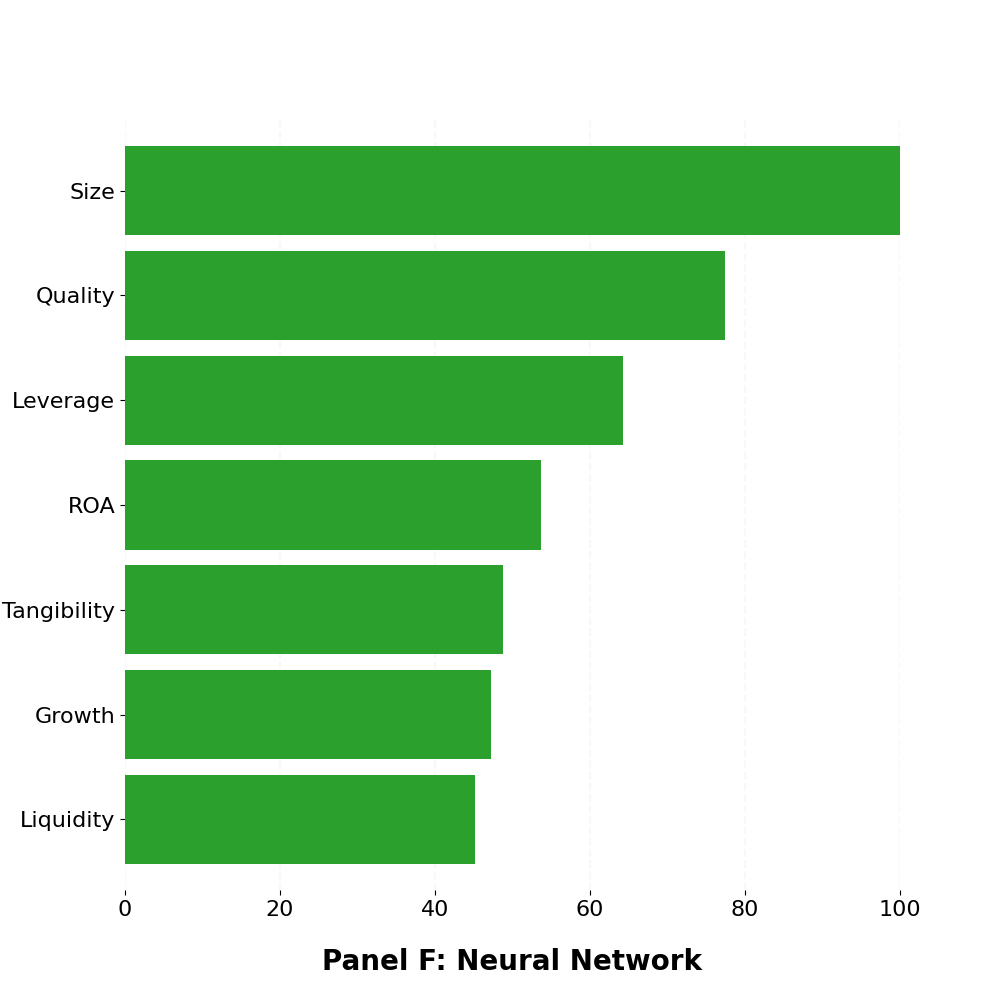 Size
Quality
Leverage
ROA
Tangibility
Growth
Liquidity
0 20 40 60 80 100
Panel F: Neural Network